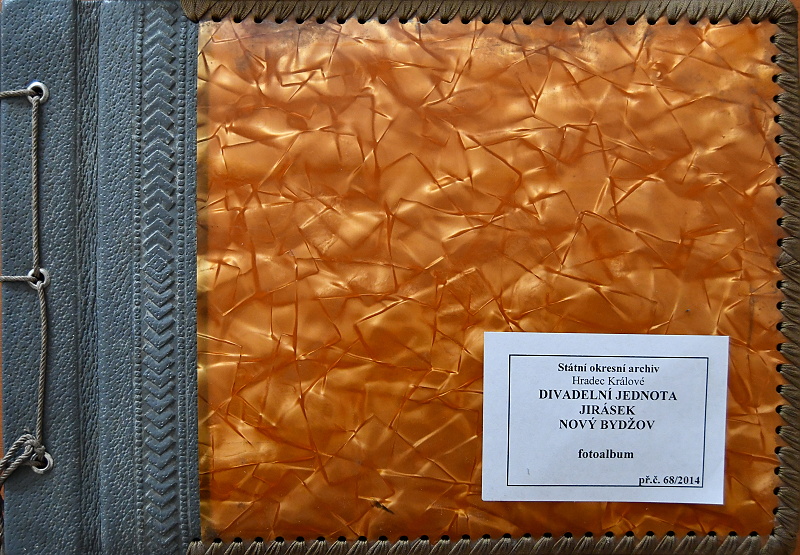 Státní okresní archiv
Hradec Králové
DIVADELNÍ JEDNOTA
JIRÁSEK
NOVÝ BYDŽOV
fotoalbum
př.č. 68/2014